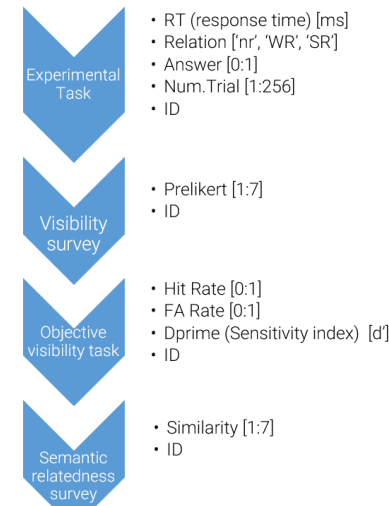 Experimental
Task
• RT (response time) [ms]
• Relation ['nr', ‘WR’, ‘SR’]
• Answer [0:1]
• Num.Trial [1:256]
• ID
Visibility
survey
• Prelikert [1:7]
• ID
Objective
visibility task
• Hit Rate [0:1]
• FA Rate [0:1]
• Dprime (Sensitivity index)  [d’]
• ID
Semantic
relatedness
survey
• Similarity [1:7]
• ID